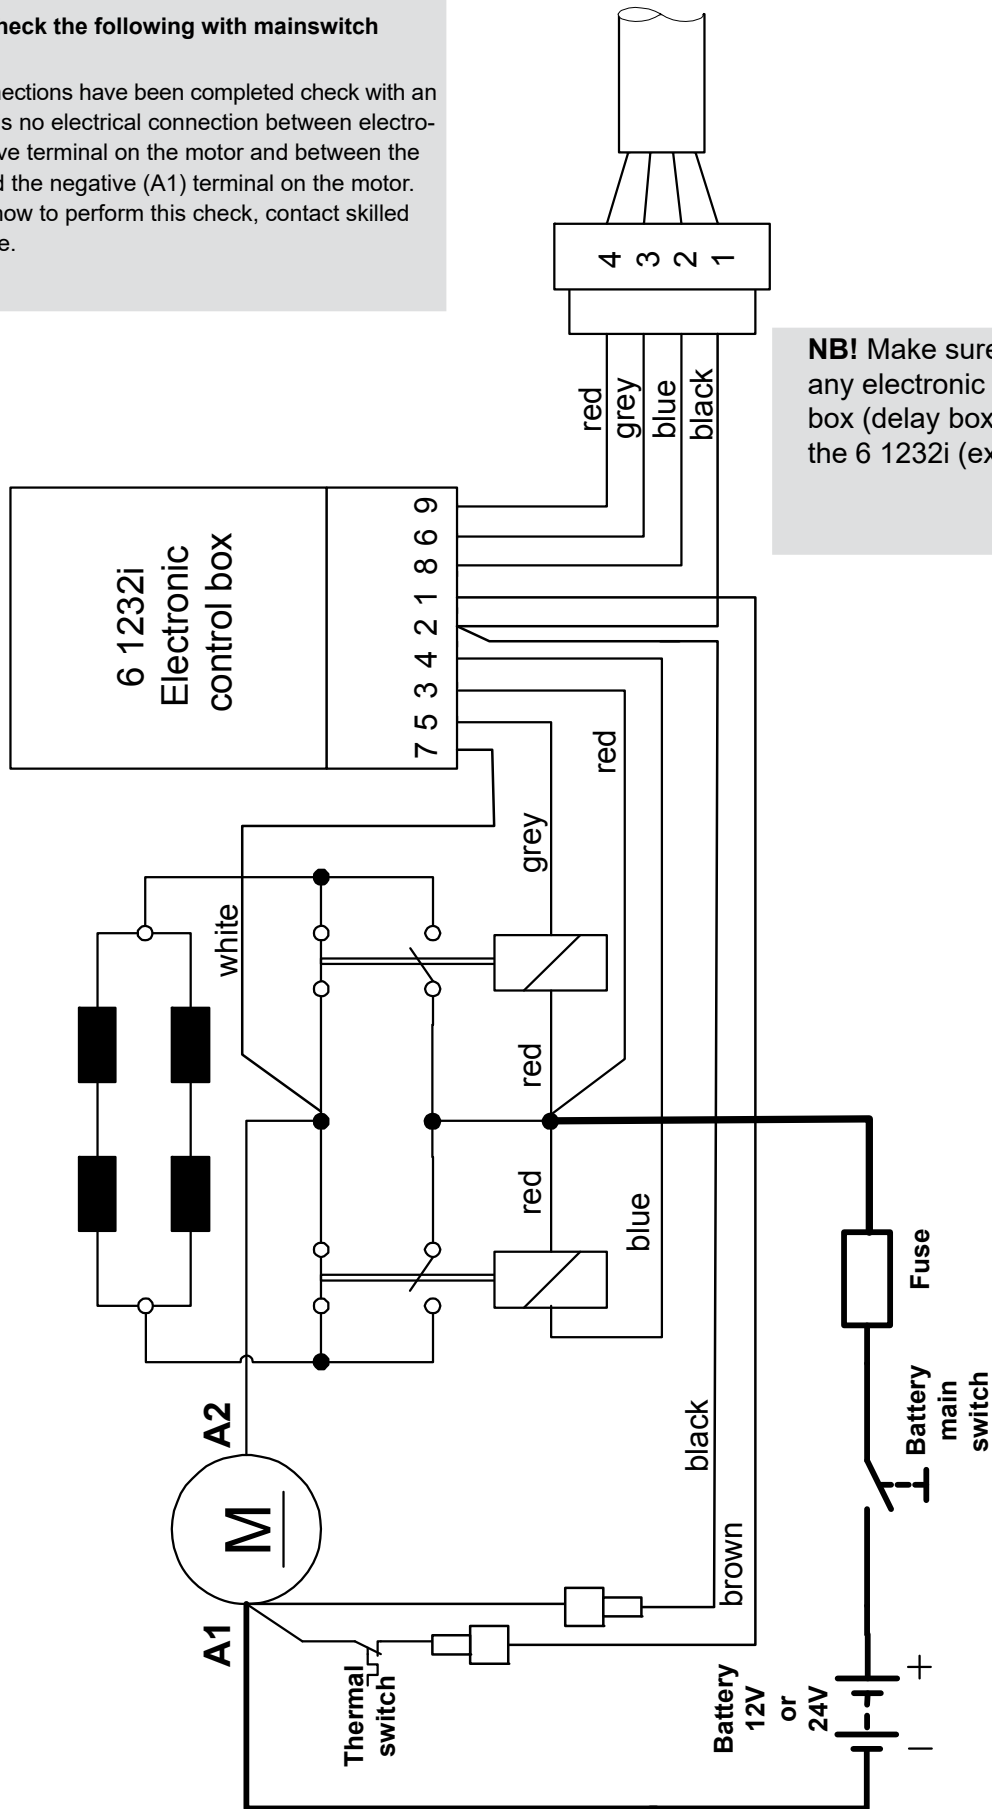 heck the following with mainswitch
nections have been completed check with an
s no electrical connection between electro-
ve terminal on the motor and between the
d the negative (A1) terminal on the motor.
now to perform this check, contact skilled
e.
4
3
2
1
NB! Make sure
any electronic
box (delay box
the 6 1232i (ex
red
grey
blue
black
6 1232i
Electronic
control box
7 5 3 4 2 1 8 6 9
red
grey
white
red
red
blue
Fuse
Battery
main
switch
A2
M
A1
black
brown
Thermal
switch
Battery
12V
or
24V
+
–